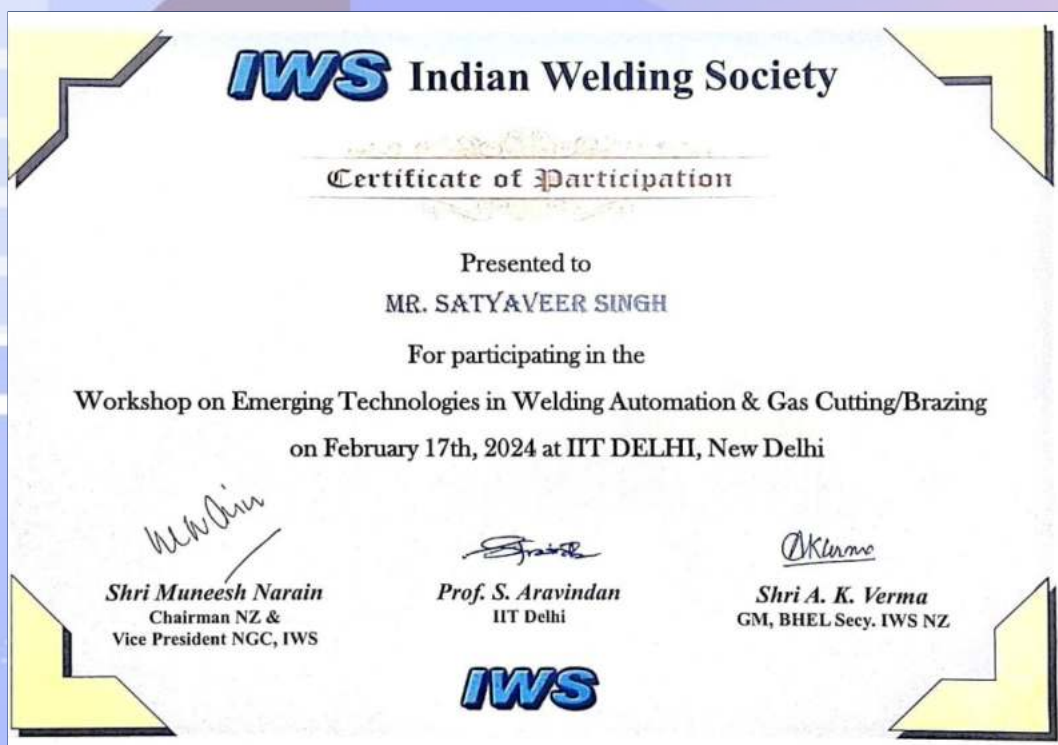 IWS Indian Welding Society
Certificate of Participation
Presented to
MR. SATYAVEER SINGH
For participating in the
Workshop on Emerging Technologies in Welding Automation & Gas Cutting/Brazing
on February 17th, 2024 at IIT DELHI, New Delhi
Shri Muneesh Narain
Chairman NZ &
Vice President NGC, IWS
Prof. S. Aravindan
IIT Delhi
Shri A. K. Verma
GM, BHEL Secy. IWS NZ
IWS